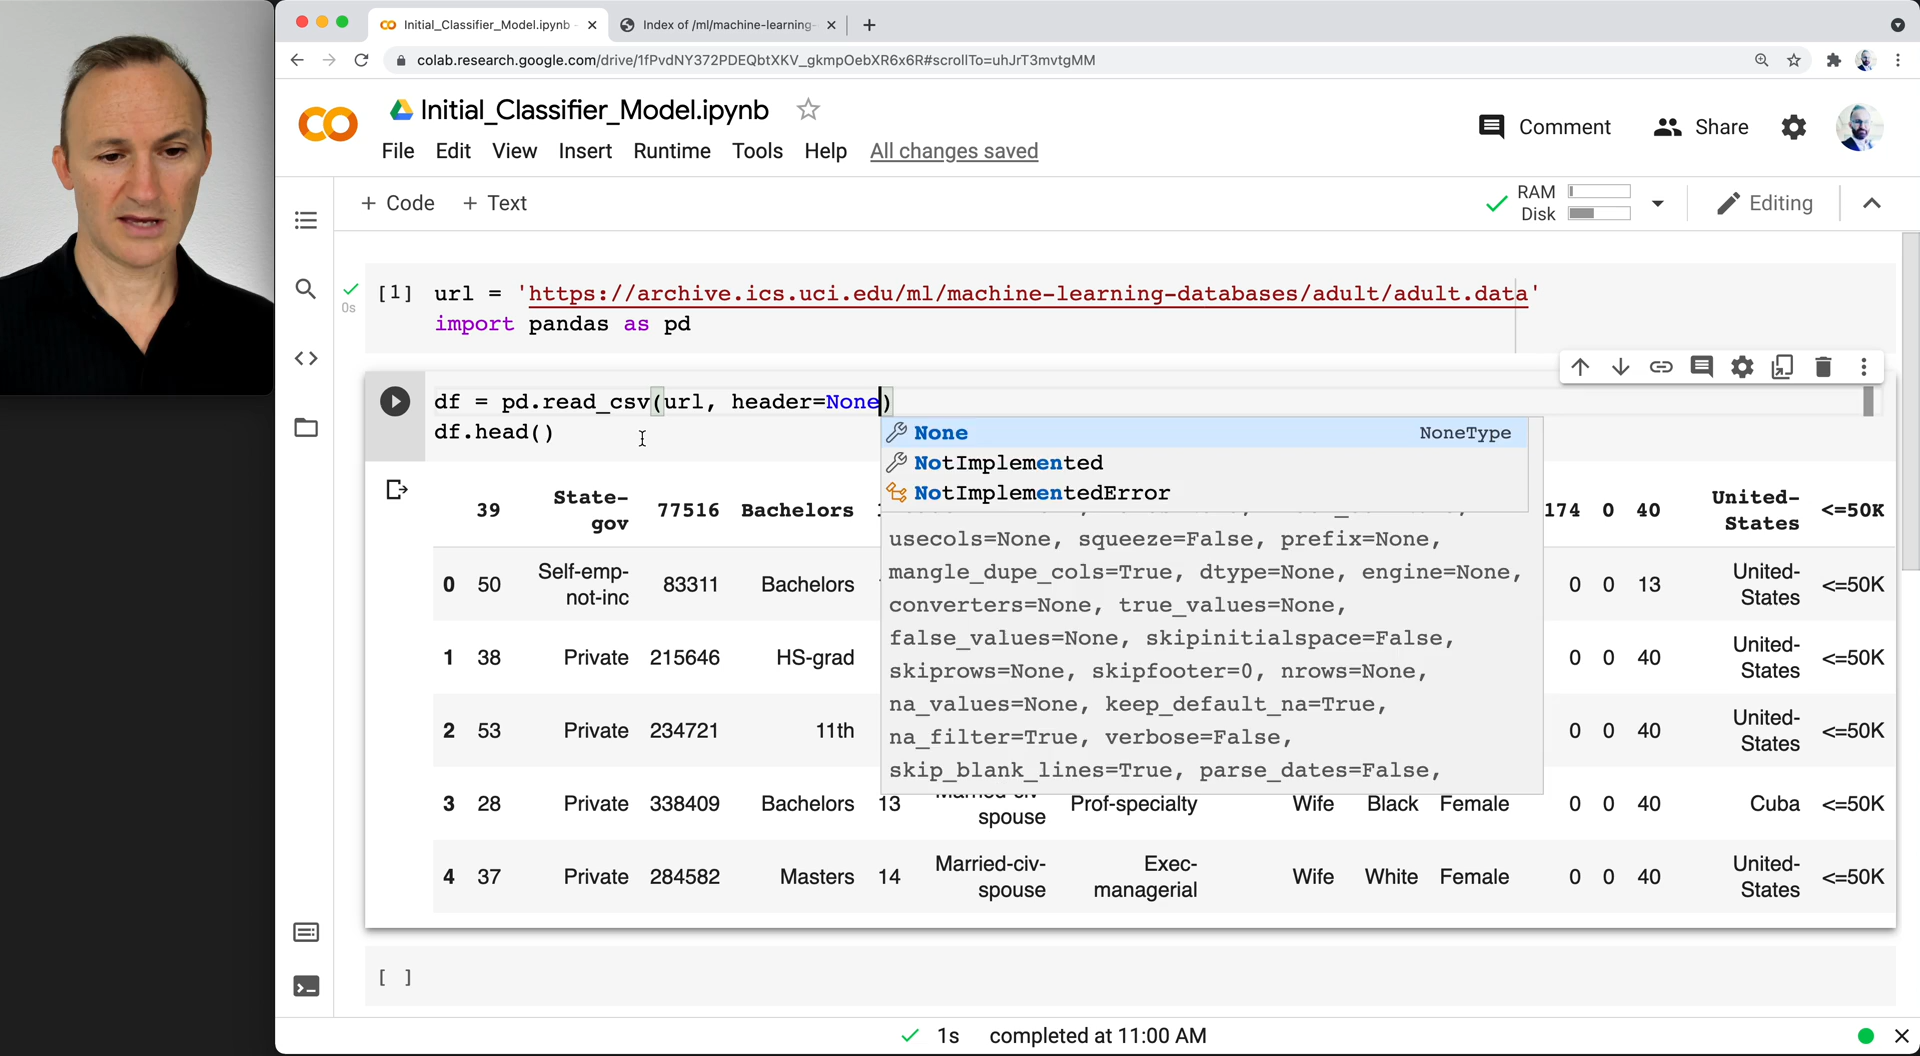 Initial_Classifier_Model.ipynb
Index of /ml/machine-learning-
colab.research.google.com/drive/1fPvdNY372PDEQbtXKV_gkmpOebXR6x6R#scrollTo=uhJrT3mvtgMM
Initial_Classifier_Model.ipynb
Comment
Share
File Edit View Insert Runtime Tools Help All changes saved
+ Code + Text
RAM
Disk
Editing
0s
[1] url = 'https://archive.ics.uci.edu/ml/machine-learning-databases/adult/adult.data'
import pandas as pd
df = pd.read_csv(url, header=None)
df.head()
None NoneType
NotImplemented
NotImplementedError
usecols=None, squeeze=False, prefix=None,
mangle_dupe_cols=True, dtype=None, engine=None,
converters=None, true_values=None,
false_values=None, skipinitialspace=False,
skiprows=None, skipfooter=0, nrows=None,
na_values=None, keep_default_na=True,
na_filter=True, verbose=False,
skip_blank_lines=True, parse_dates=False,
39 State-gov 77516 Bachelors 174 0 40 United-States <=50K
0 50 Self-emp-not-inc 83311 Bachelors 0 0 13 United-States <=50K
1 38 Private 215646 HS-grad 0 0 40 United-States <=50K
2 53 Private 234721 11th 0 0 40 United-States <=50K
3 28 Private 338409 Bachelors 13 Married-civ-spouse Prof-specialty Wife Black Female 0 0 40 Cuba <=50K
4 37 Private 284582 Masters 14 Married-civ-spouse Exec-managerial Wife White Female 0 0 40 United-States <=50K
[ ]
1s completed at 11:00 AM